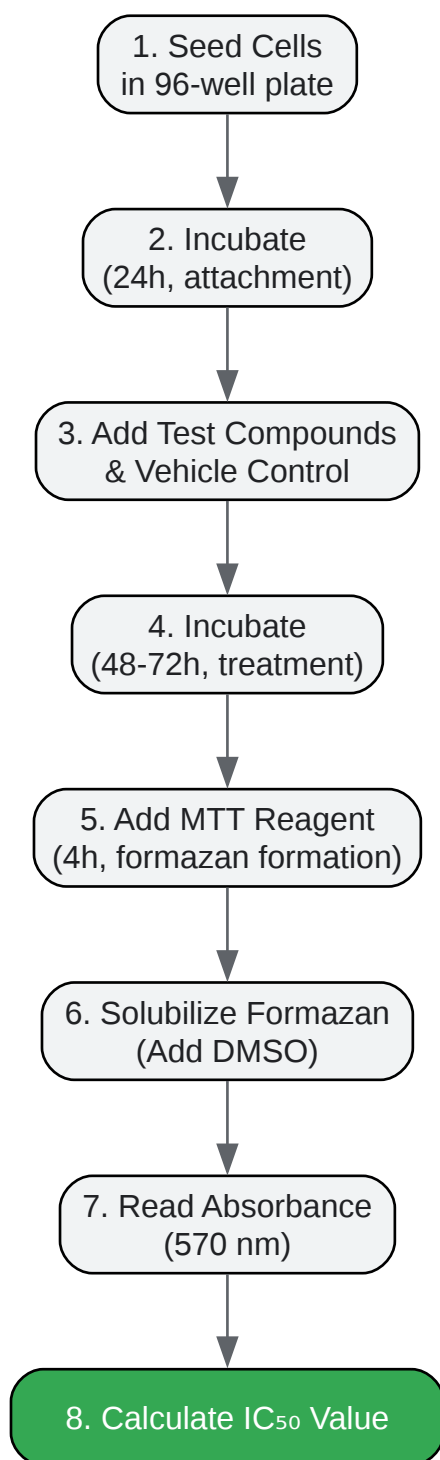 1. Seed Cells
in 96-well plate
2. Incubate
(24h, attachment)
3. Add Test Compounds
& Vehicle Control
4. Incubate
(48-72h, treatment)
5. Add MTT Reagent
(4h, formazan formation)
6. Solubilize Formazan
(Add DMSO)
7. Read Absorbance
(570 nm)
8. Calculate IC₅₀ Value